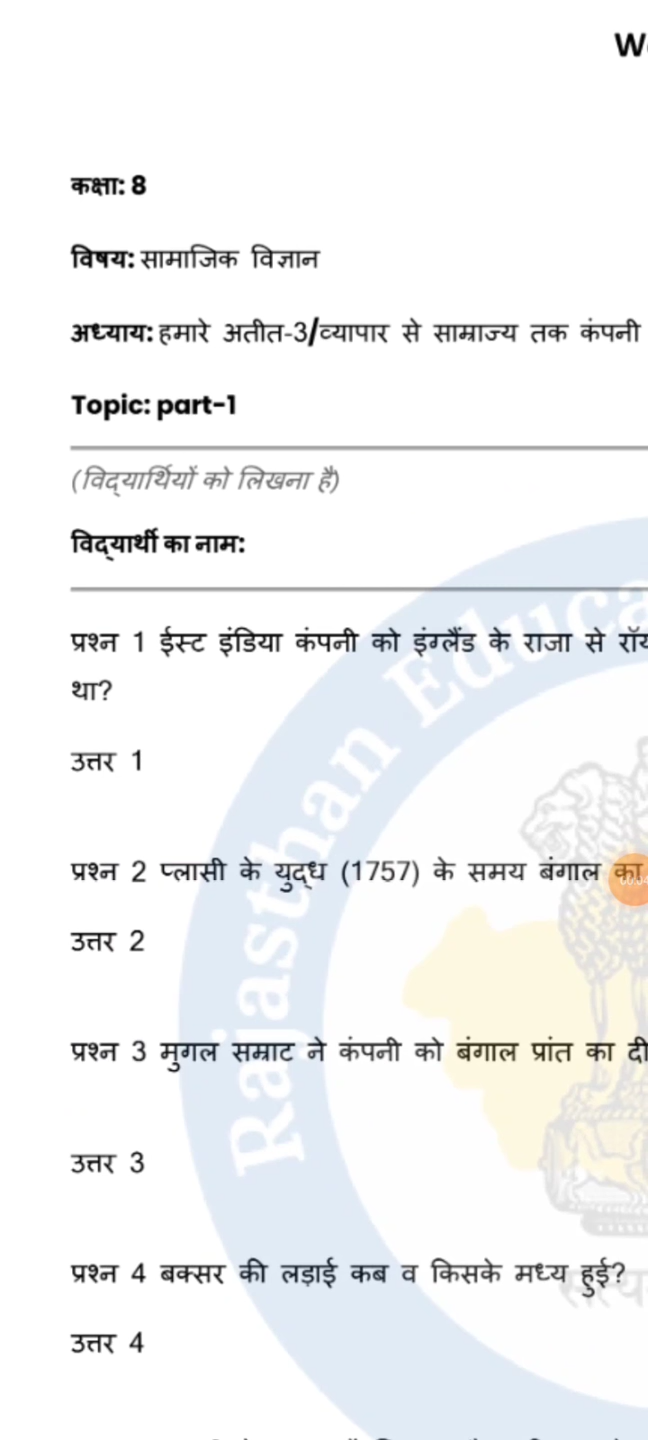 कक्षा: 8
विषय: सामाजिक विज्ञान
अध्याय: हमारे अतीत-3/व्यापार से साम्राज्य तक कंपनी
Topic: part-1
(विद्यार्थियों को लिखना है)
विद्यार्थी का नाम:
प्रश्न 1 ईस्ट इंडिया कंपनी को इंग्लैंड के राजा से
था?
उत्तर 1
प्रश्न 2 प्लासी के युद्ध (1757) के समय बंगाल का
उत्तर 2
प्रश्न 3 मुगल सम्राट ने कंपनी को बंगाल प्रांत का
उत्तर 3
प्रश्न 4 बक्सर की लड़ाई कब व किसके मध्य हुई?
उत्तर 4
Rajasthan